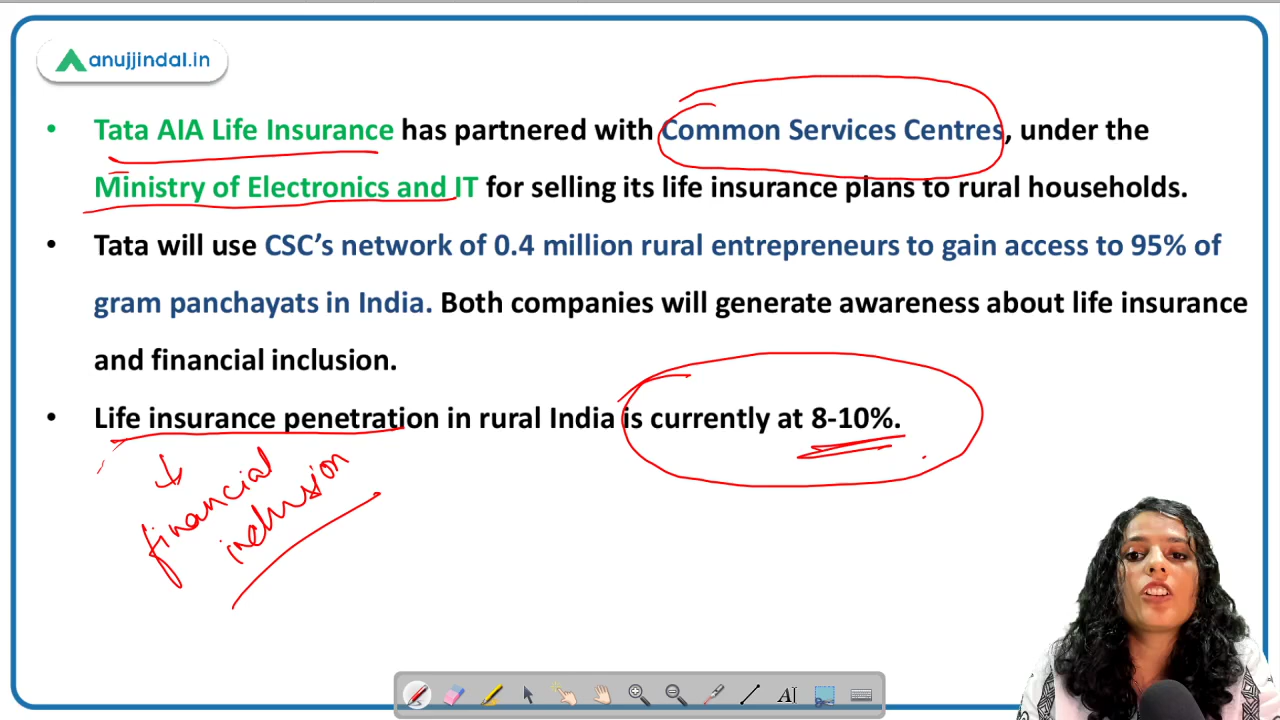 anujjindal.in
• Tata AIA Life Insurance has partnered with Common Services Centres, under the
Ministry of Electronics and IT for selling its life insurance plans to rural households.
• Tata will use CSC’s network of 0.4 million rural entrepreneurs to gain access to 95% of
gram panchayats in India. Both companies will generate awareness about life insurance
and financial inclusion.
• Life insurance penetration in rural India is currently at 8-10%.
financial
inclusion
A